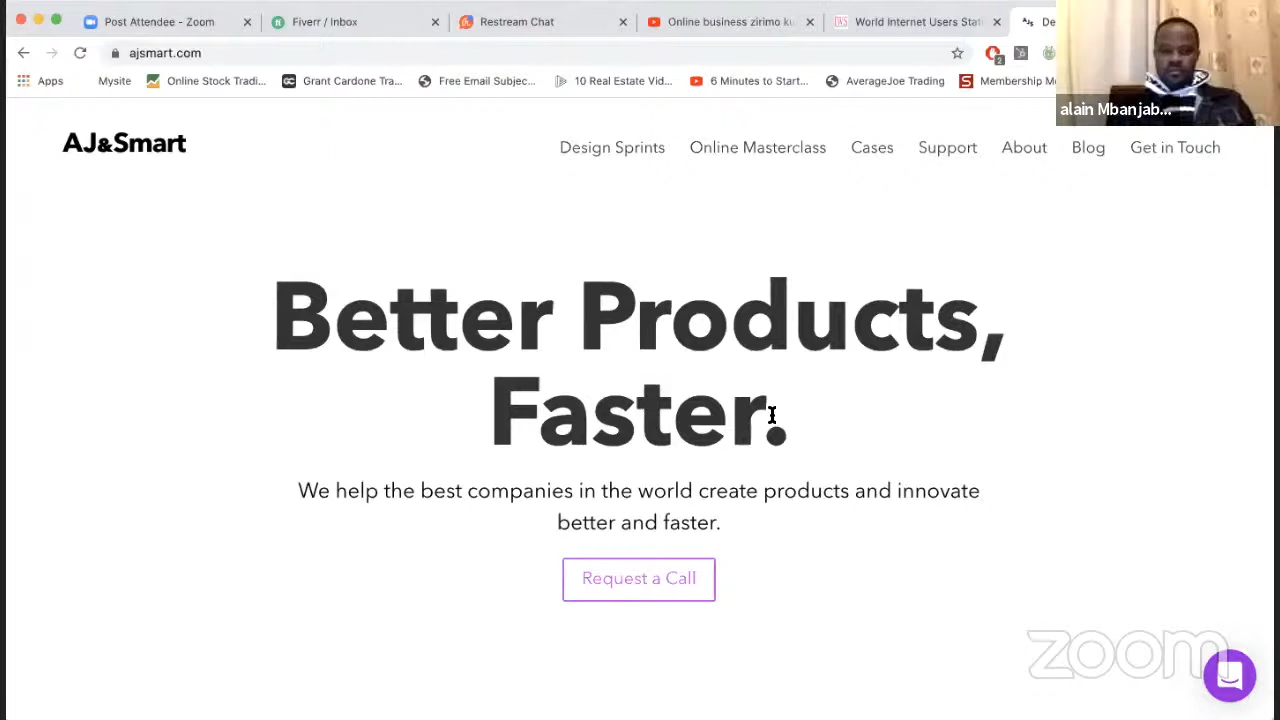 Post Attendee - Zoom
Fiverr / Inbox
Restream Chat
Online business zirimo ku
World Internet Users Stati
De
ajsmart.com
2
Apps
Mysite
Online Stock Tradi...
Grant Cardone Tra...
Free Email Subjec...
10 Real Estate Vid...
6 Minutes to Start...
AverageJoe Trading
Membership M
alain Mbanjab...
AJ&Smart
Design Sprints
Online Masterclass
Cases
Support
About
Blog
Get in Touch
Better Products,
Faster.
We help the best companies in the world create products and innovate
better and faster.
Request a Call
zoom